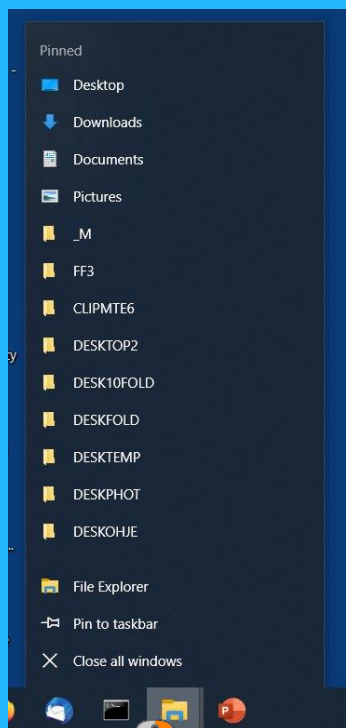 Pinned
Desktop
Downloads
Documents
Pictures
_M
FF3
CLIPMTE6
DESKTOP2
DESK10FOLD
DESKFOLD
DESKTEMP
DESKPHOT
DESKOHJE
File Explorer
Pin to taskbar
Close all windows